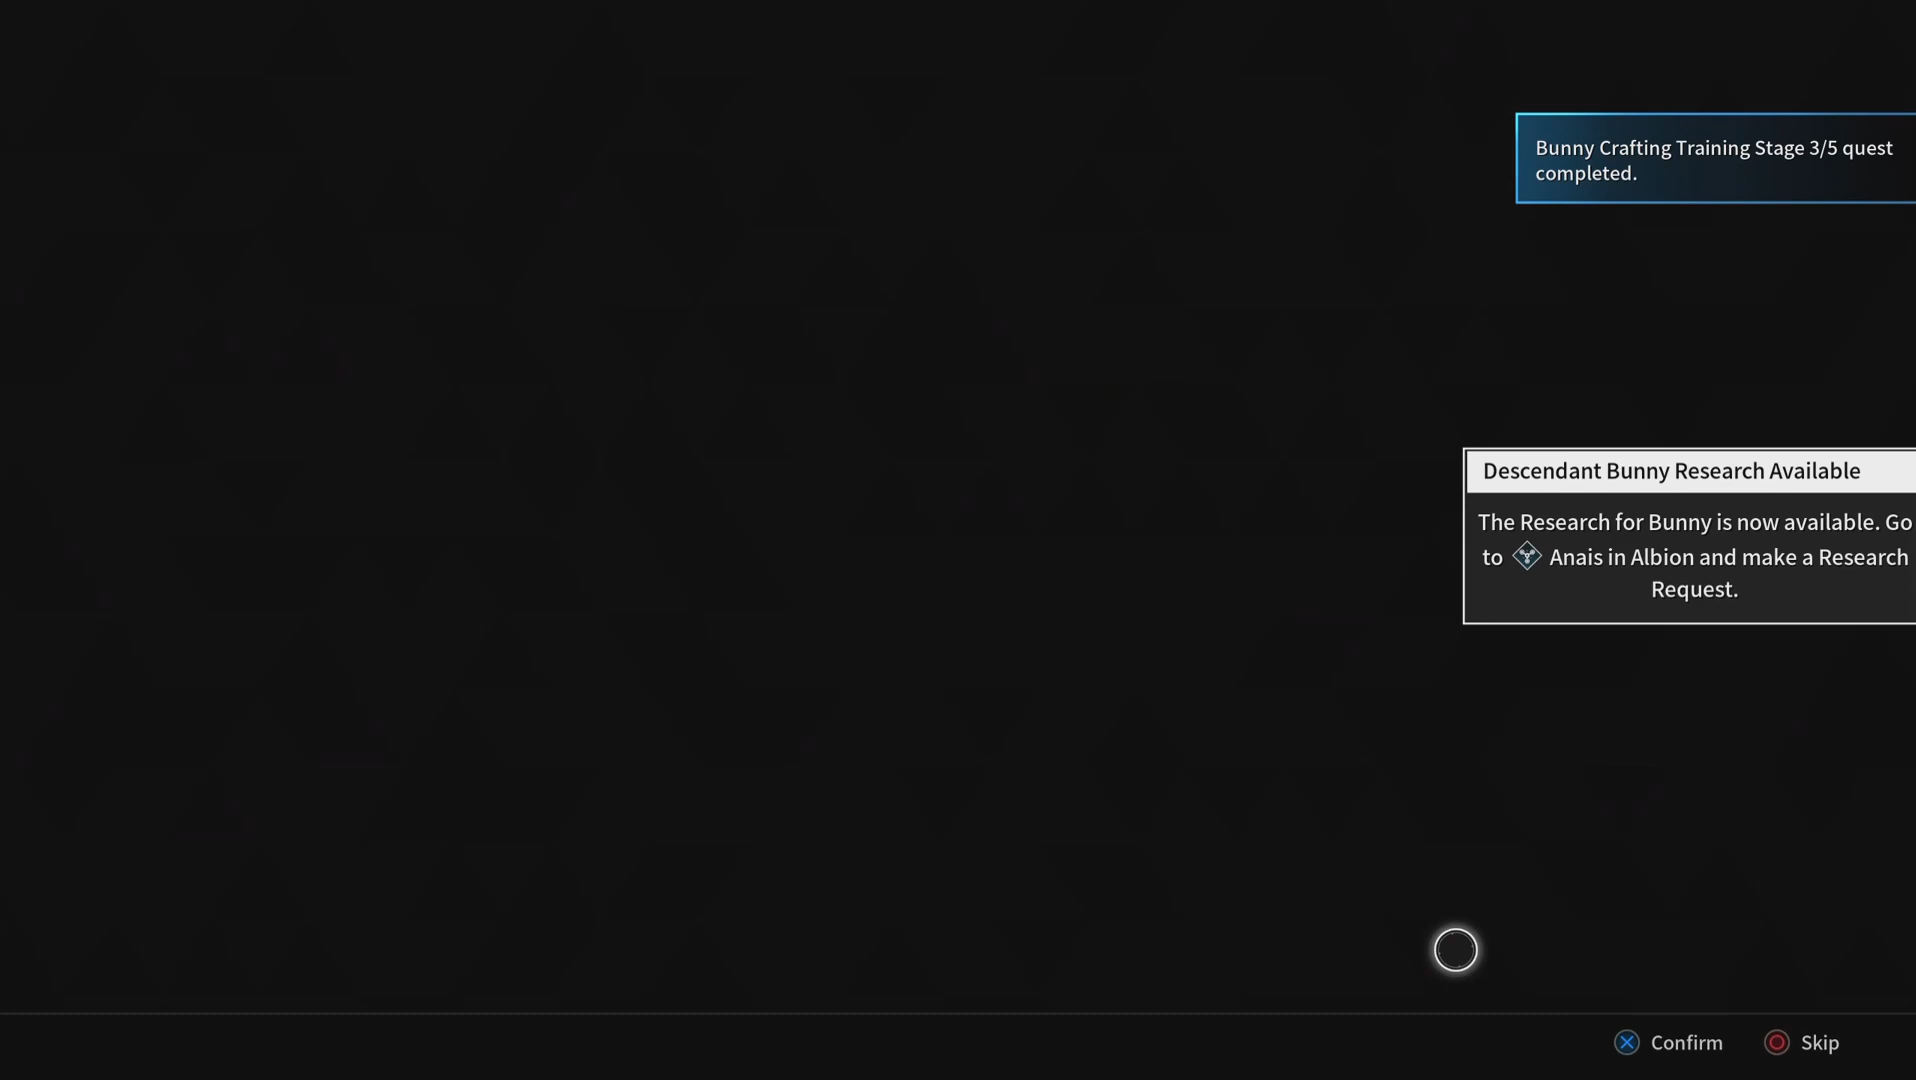 Bunny Crafting Training Stage 3/5 quest
completed.
Descendant Bunny Research Available
The Research for Bunny is now available. Go
to Anais in Albion and make a Research
Request.
Confirm
Skip